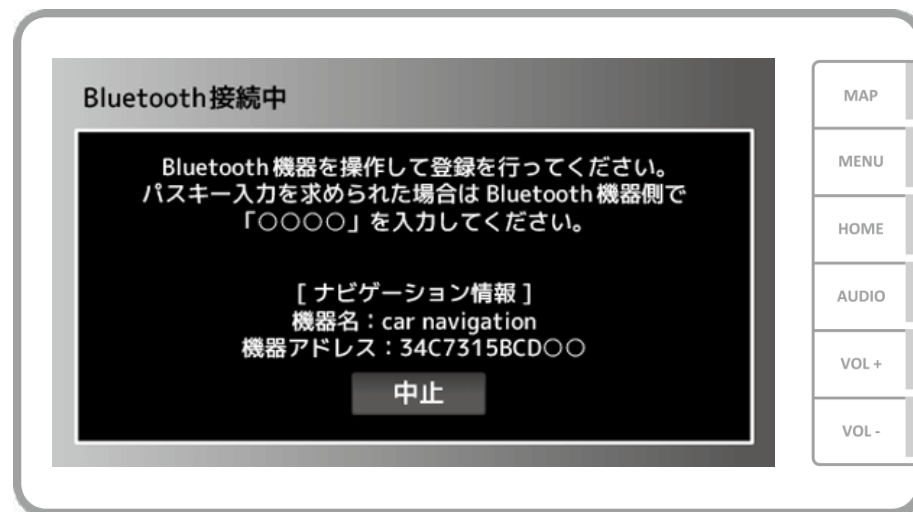 Bluetooth接続中
Bluetooth機器を操作して登録を行ってください。
パスキー入力を求められた場合は Bluetooth機器側で
「○○○○」を入力してください。
[ ナビゲーション情報 ]
機器名：car navigation
機器アドレス：34C7315BCD○○
中止
MAP
MENU
HOME
AUDIO
VOL +
VOL -